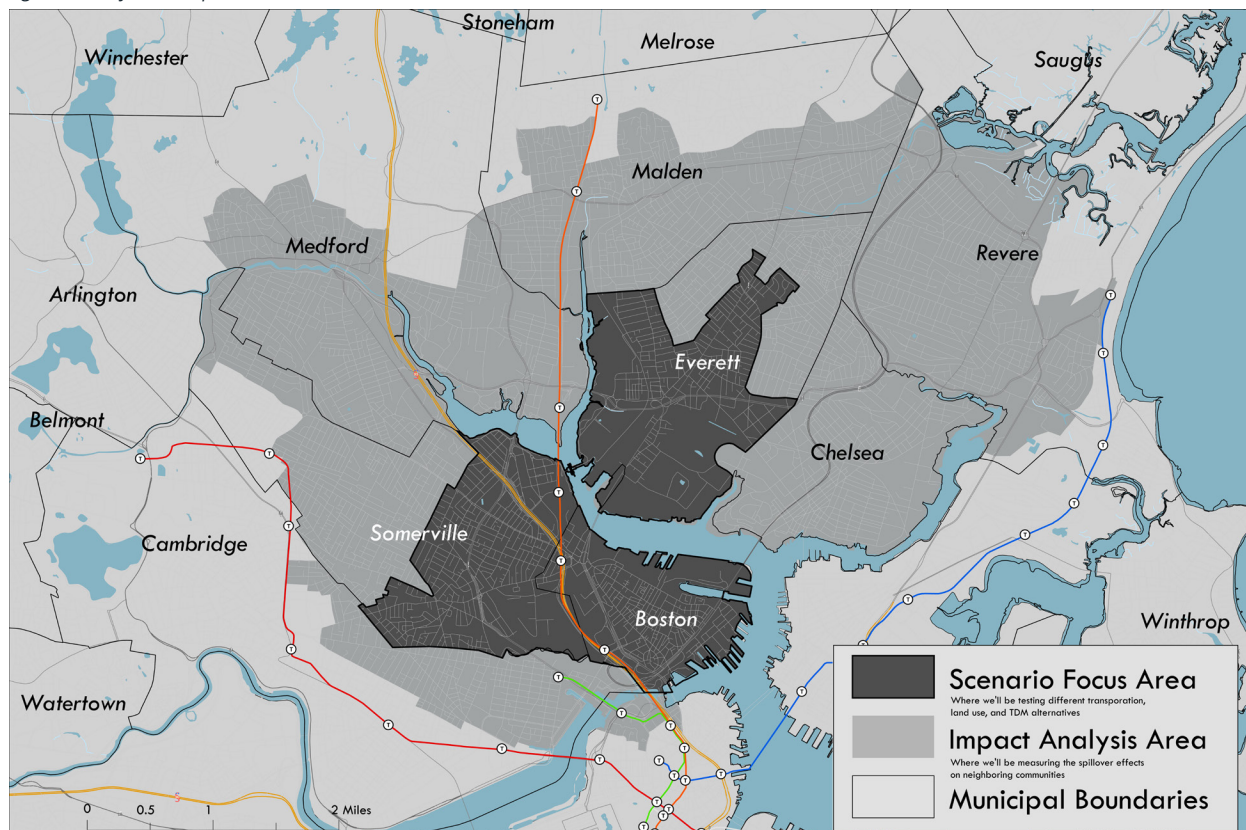 Stoneham
Melrose
Winchester
Saugus
Malden
Medford
Revere
Arlington
Everett
Belmont
Chelsea
Somerville
Cambridge
Boston
Winthrop
Watertown
Scenario Focus Area
Where we'll be testing different transporation,
land use, and TDM alternatives
Impact Analysis Area
Where we'll be measuring the spillover effects
on neighboring communities
Municipal Boundaries
0 0.5 1 2 Miles